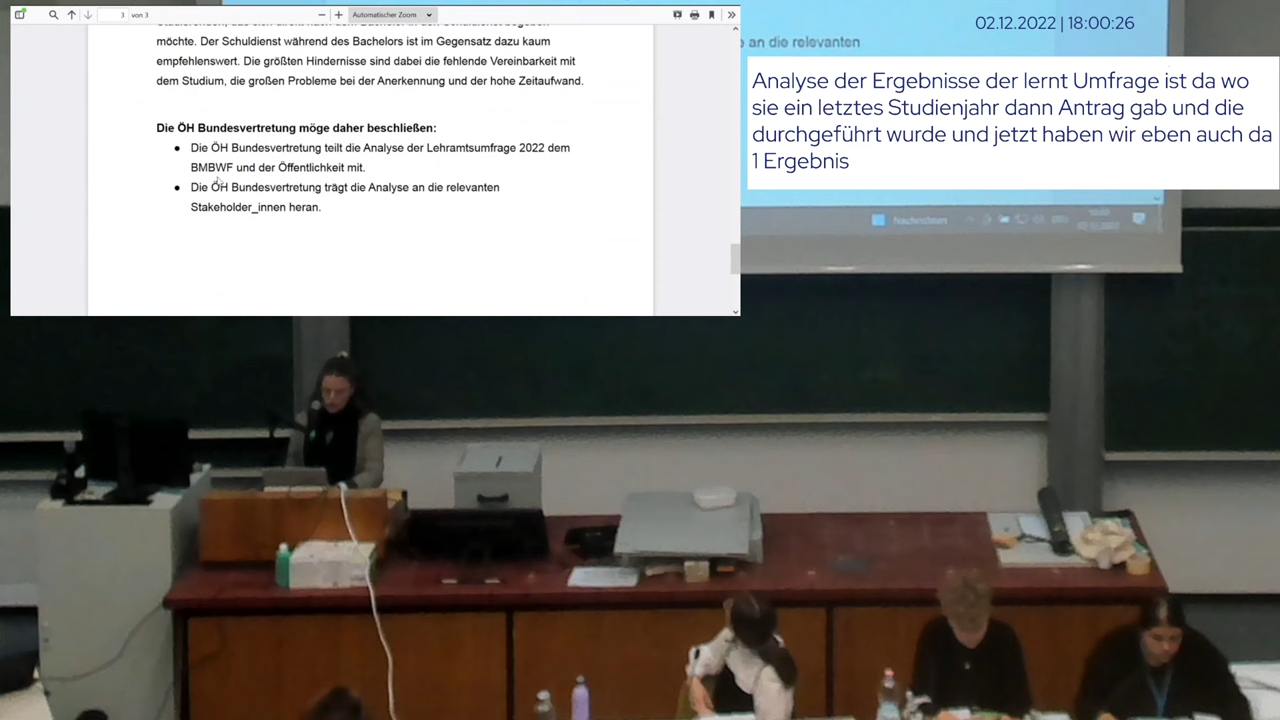 3 von 3
Automatischer Zoom
möchte. Der Schuldienst während des Bachelors ist im Gegensatz dazu kaum
empfehlenswert. Die größten Hindernisse sind dabei die fehlende Vereinbarkeit mit
dem Studium, die großen Probleme bei der Anerkennung und der hohe Zeitaufwand.
Die ÖH Bundesvertretung möge daher beschließen:
● Die ÖH Bundesvertretung teilt die Analyse der Lehramtsumfrage 2022 dem
BMBWF und der Öffentlichkeit mit.
● Die ÖH Bundesvertretung trägt die Analyse an die relevanten
Stakeholder_innen heran.
02.12.2022 | 18:00:26
an die relevanten
Analyse der Ergebnisse der lernt Umfrage ist da wo
sie ein letztes Studienjahr dann Antrag gab und die
durchgeführt wurde und jetzt haben wir eben auch da
1 Ergebnis
Nachrichten